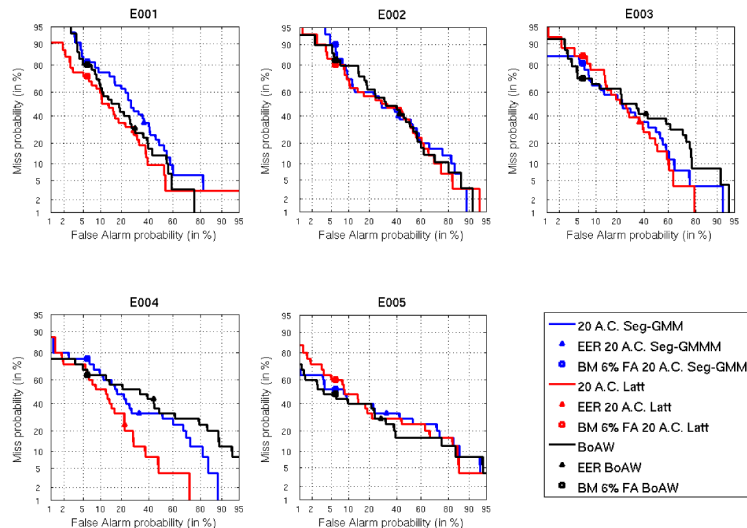 E001
E002
E003
95
90
80
60
40
20
10
5
2
1
Miss probability (in %)
1 2 5 10 20 40 60 80 90 95
False Alarm probability (in %)
95
90
80
60
40
20
10
5
2
1
Miss probability (in %)
1 2 5 10 20 40 60 80 90 95
False Alarm probability (in %)
95
90
80
60
40
20
10
5
2
1
Miss probability (in %)
1 2 5 10 20 40 60 80 90 95
False Alarm probability (in %)
E004
E005
95
90
80
60
40
20
10
5
2
1
Miss probability (in %)
1 2 5 10 20 40 60 80 90 95
False Alarm probability (in %)
95
90
80
60
40
20
10
5
2
1
Miss probability (in %)
1 2 5 10 20 40 60 80 90 95
False Alarm probability (in %)
20 A.C. Seg-GMM
EER 20 A.C. Seg-GMMM
BM 6% FA 20 A.C. Seg-GMM
20 A.C. Latt
EER 20 A.C. Latt
BM 6% FA 20 A.C. Latt
BoAW
EER BoAW
BM 6% FA BoAW